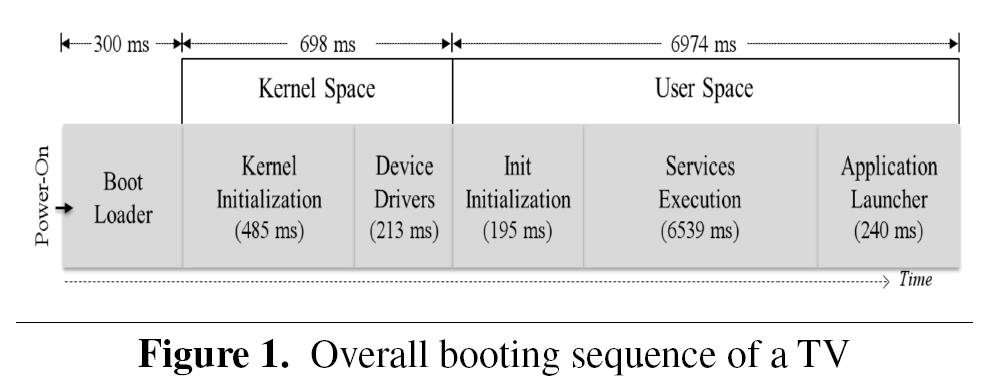 300 ms
698 ms
6974 ms
Kernel Space
User Space
Power-On
Boot
Loader
Kernel
Initialization
(485 ms)
Device
Drivers
(213 ms)
Init
Initialization
(195 ms)
Services
Execution
(6539 ms)
Application
Launcher
(240 ms)
Time
Figure 1. Overall booting sequence of a TV